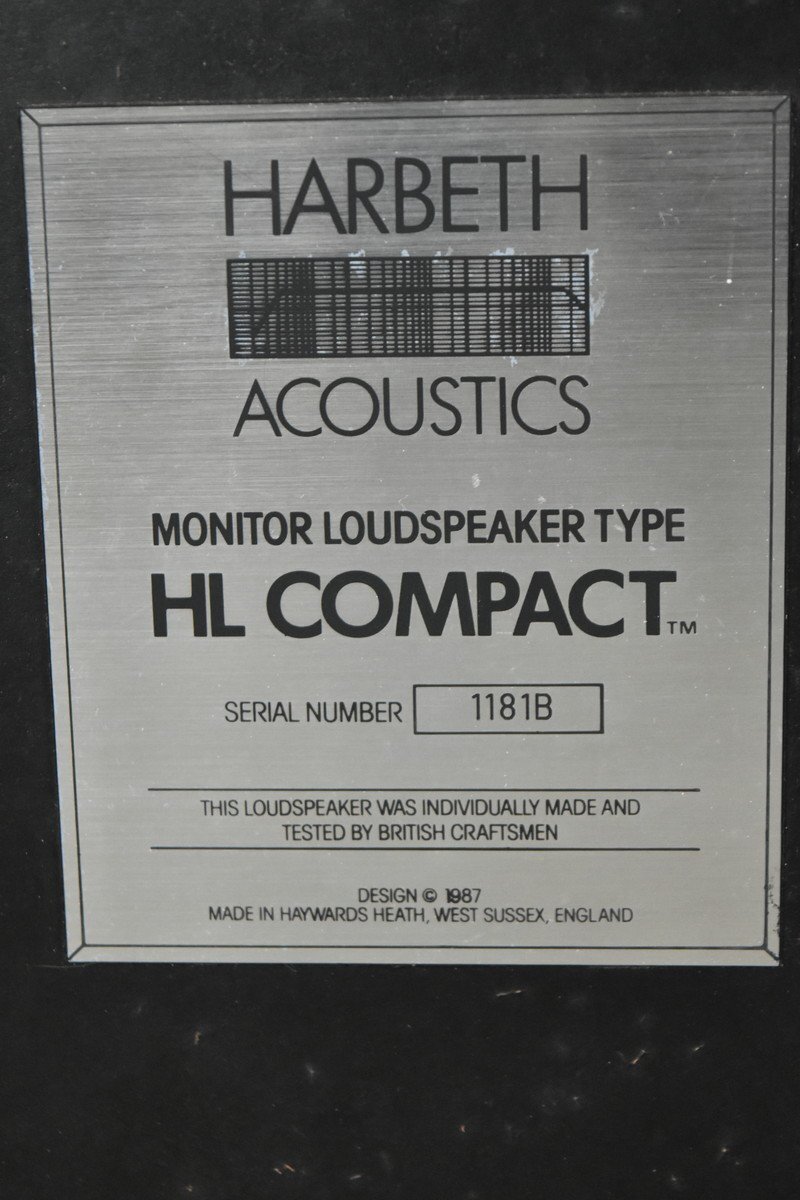 HARBETH
ACOUSTICS
MONITOR LOUDSPEAKER TYPE
HL COMPACT™
SERIAL NUMBER 1181B
THIS LOUDSPEAKER WAS INDIVIDUALLY MADE AND
TESTED BY BRITISH CRAFTSMEN
DESIGN © 1987
MADE IN HAYWARDS HEATH, WEST SUSSEX, ENGLAND